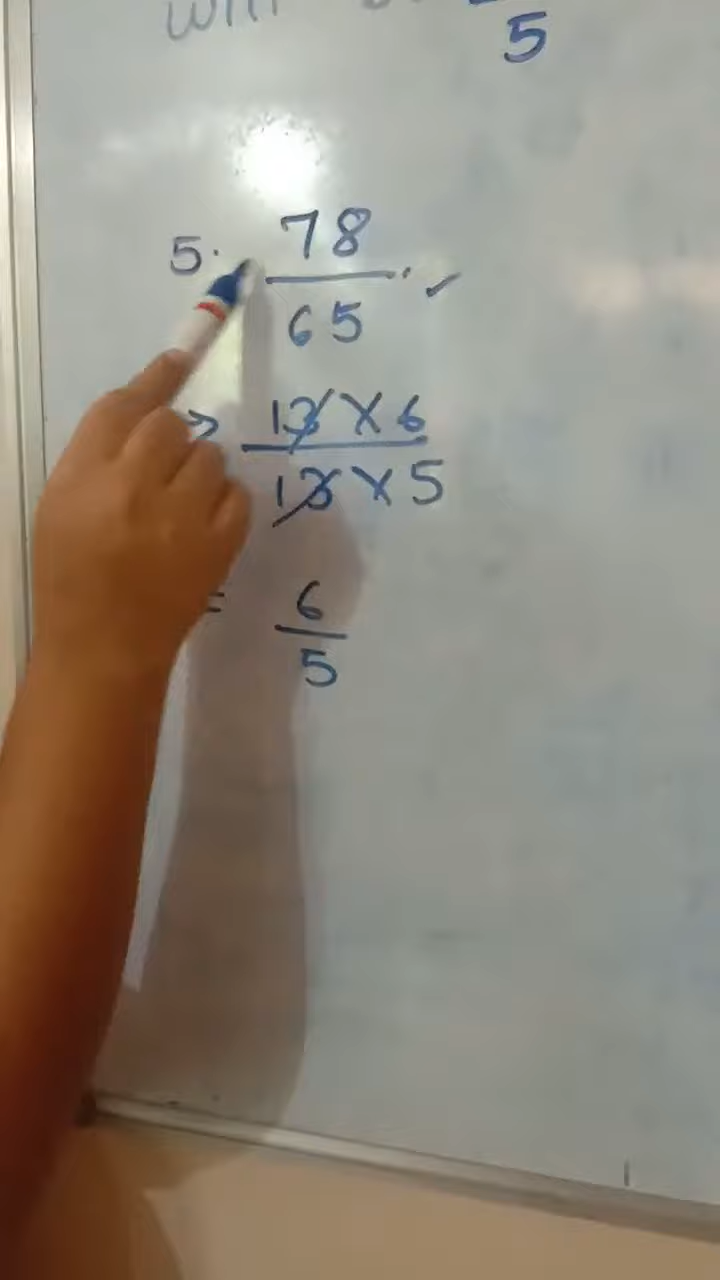 5
5. 78/65 . ✓
→ 13 × 6 / 13 × 5
= 6/5